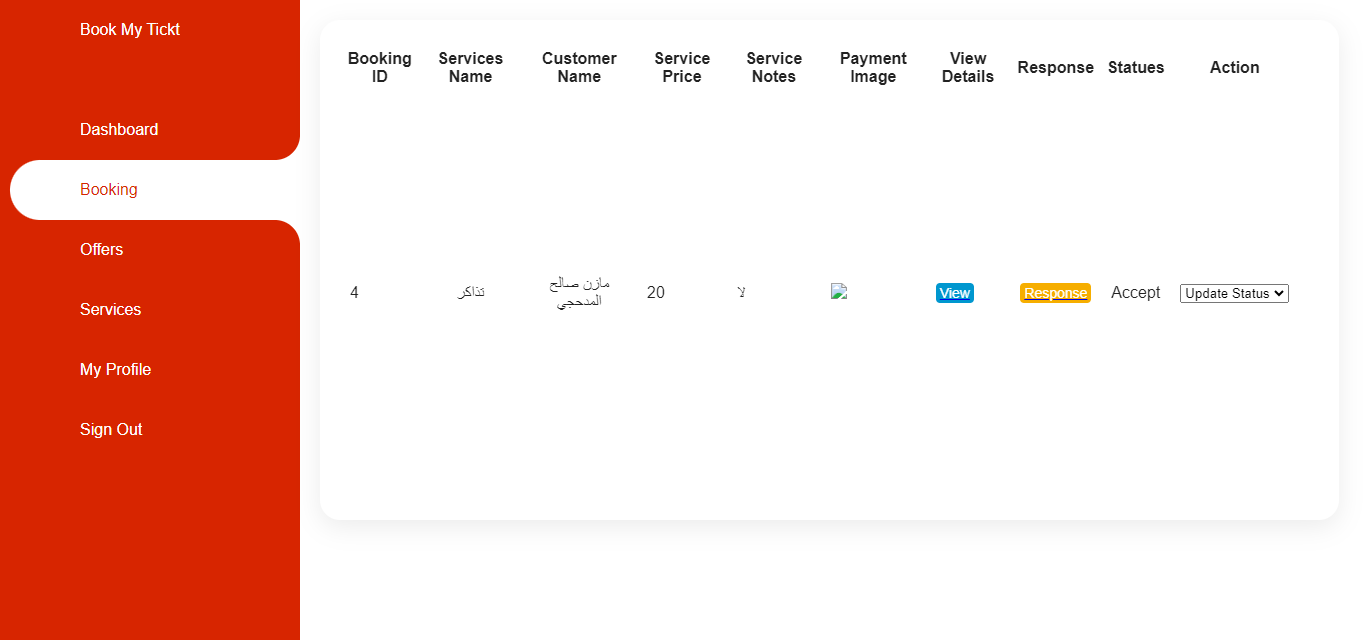 Book My Tickt
Dashboard
Booking
Offers
Services
My Profile
Sign Out
Booking ID
Services Name
Customer Name
Service Price
Service Notes
Payment Image
View Details
Response
Statues
Action
4
تذاكر
مازن صالح
المدحجي
20
لا
View
Response
Accept
Update Status